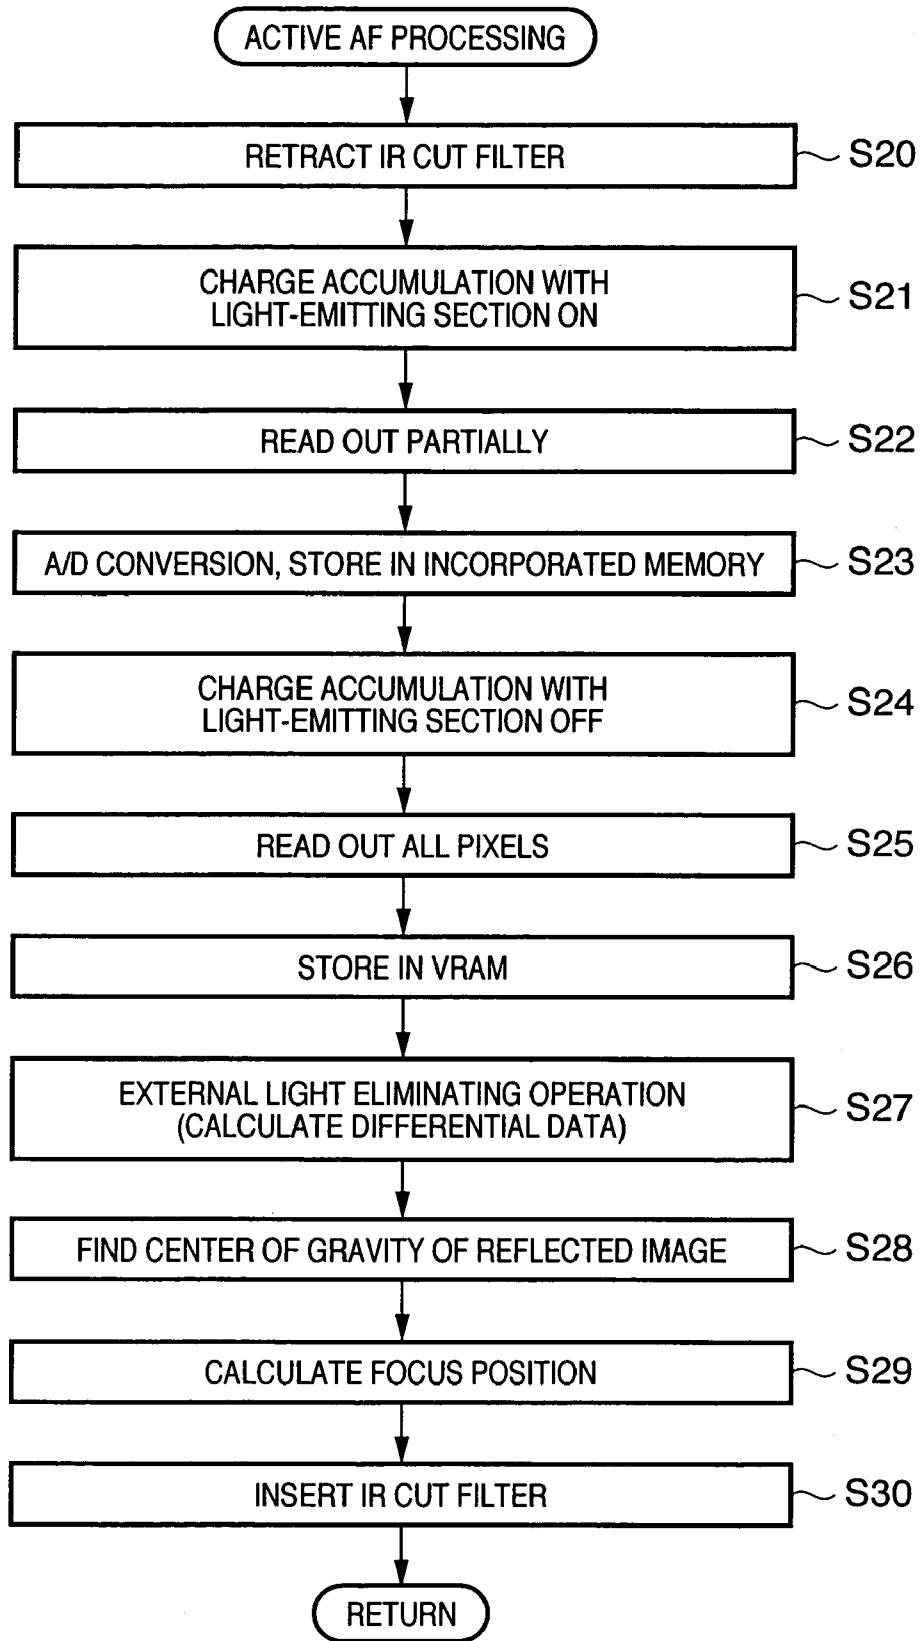 ACTIVE AF PROCESSING
RETRACT IR CUT FILTER
S20
CHARGE ACCUMULATION WITH
LIGHT-EMITTING SECTION ON
S21
READ OUT PARTIALLY
S22
A/D CONVERSION, STORE IN INCORPORATED MEMORY
S23
CHARGE ACCUMULATION WITH
LIGHT-EMITTING SECTION OFF
S24
READ OUT ALL PIXELS
S25
STORE IN VRAM
S26
EXTERNAL LIGHT ELIMINATING OPERATION
(CALCULATE DIFFERENTIAL DATA)
S27
FIND CENTER OF GRAVITY OF REFLECTED IMAGE
S28
CALCULATE FOCUS POSITION
S29
INSERT IR CUT FILTER
S30
RETURN